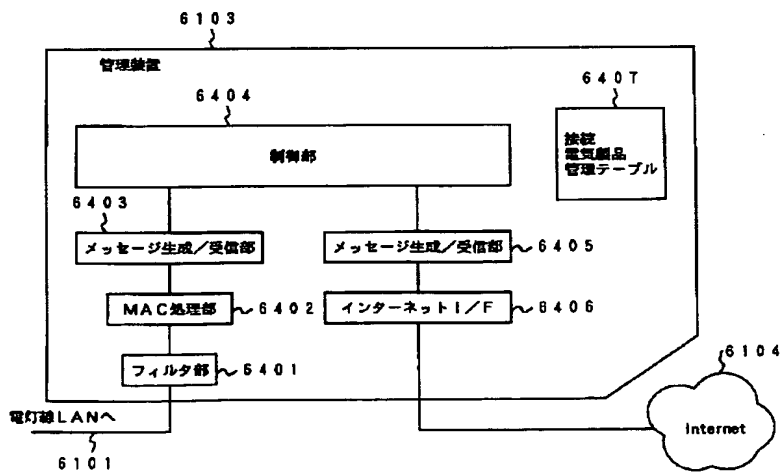 6103
管理装置
6404
制御部
6407
接続
電気製品
管理テーブル
6403
メッセージ生成/受信部
メッセージ生成/受信部
6405
MAC処理部
6402
インターネットI/F
6406
フィルタ部
6401
6104
電灯線LANへ
Internet
6101